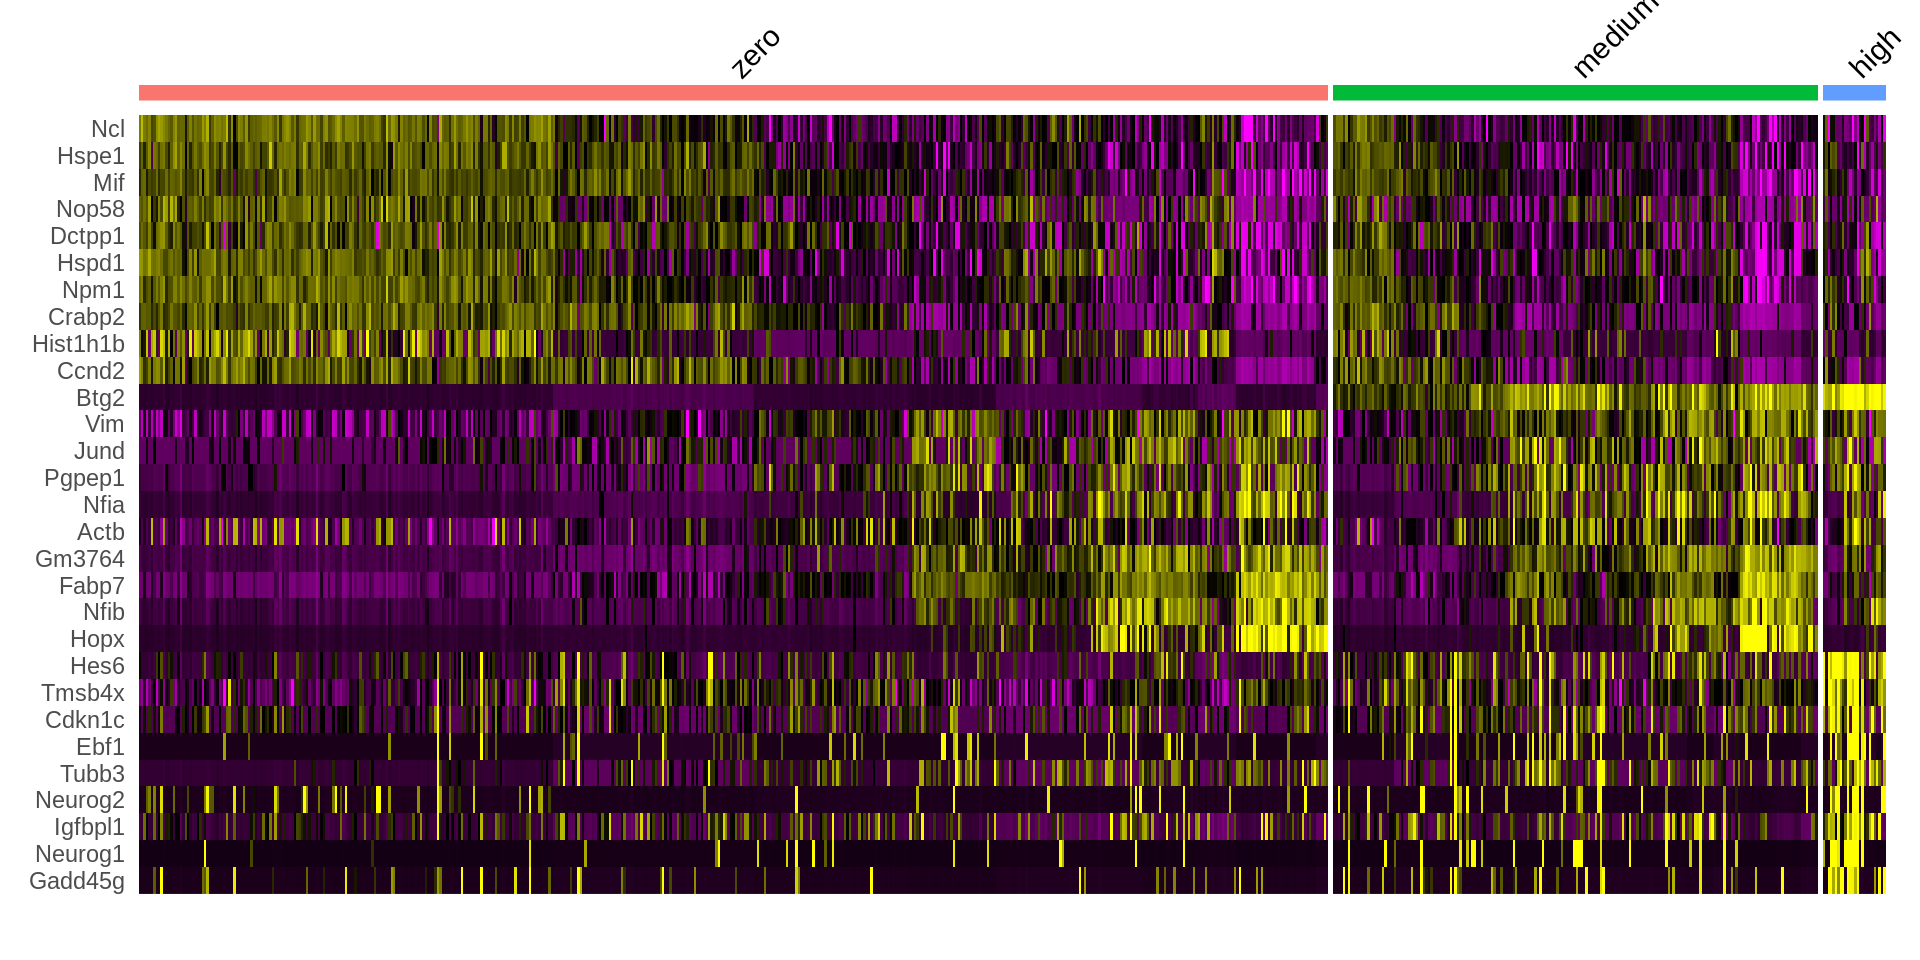 zero
medium
high
Ncl
Hspe1
Mif
Nop58
Dctpp1
Hspd1
Npm1
Crabp2
Hist1h1b
Ccnd2
Btg2
Vim
Jund
Pgpep1
Nfia
Actb
Gm3764
Fabp7
Nfib
Hopx
Hes6
Tmsb4x
Cdkn1c
Ebf1
Tubb3
Neurog2
Igfbpl1
Neurog1
Gadd45g